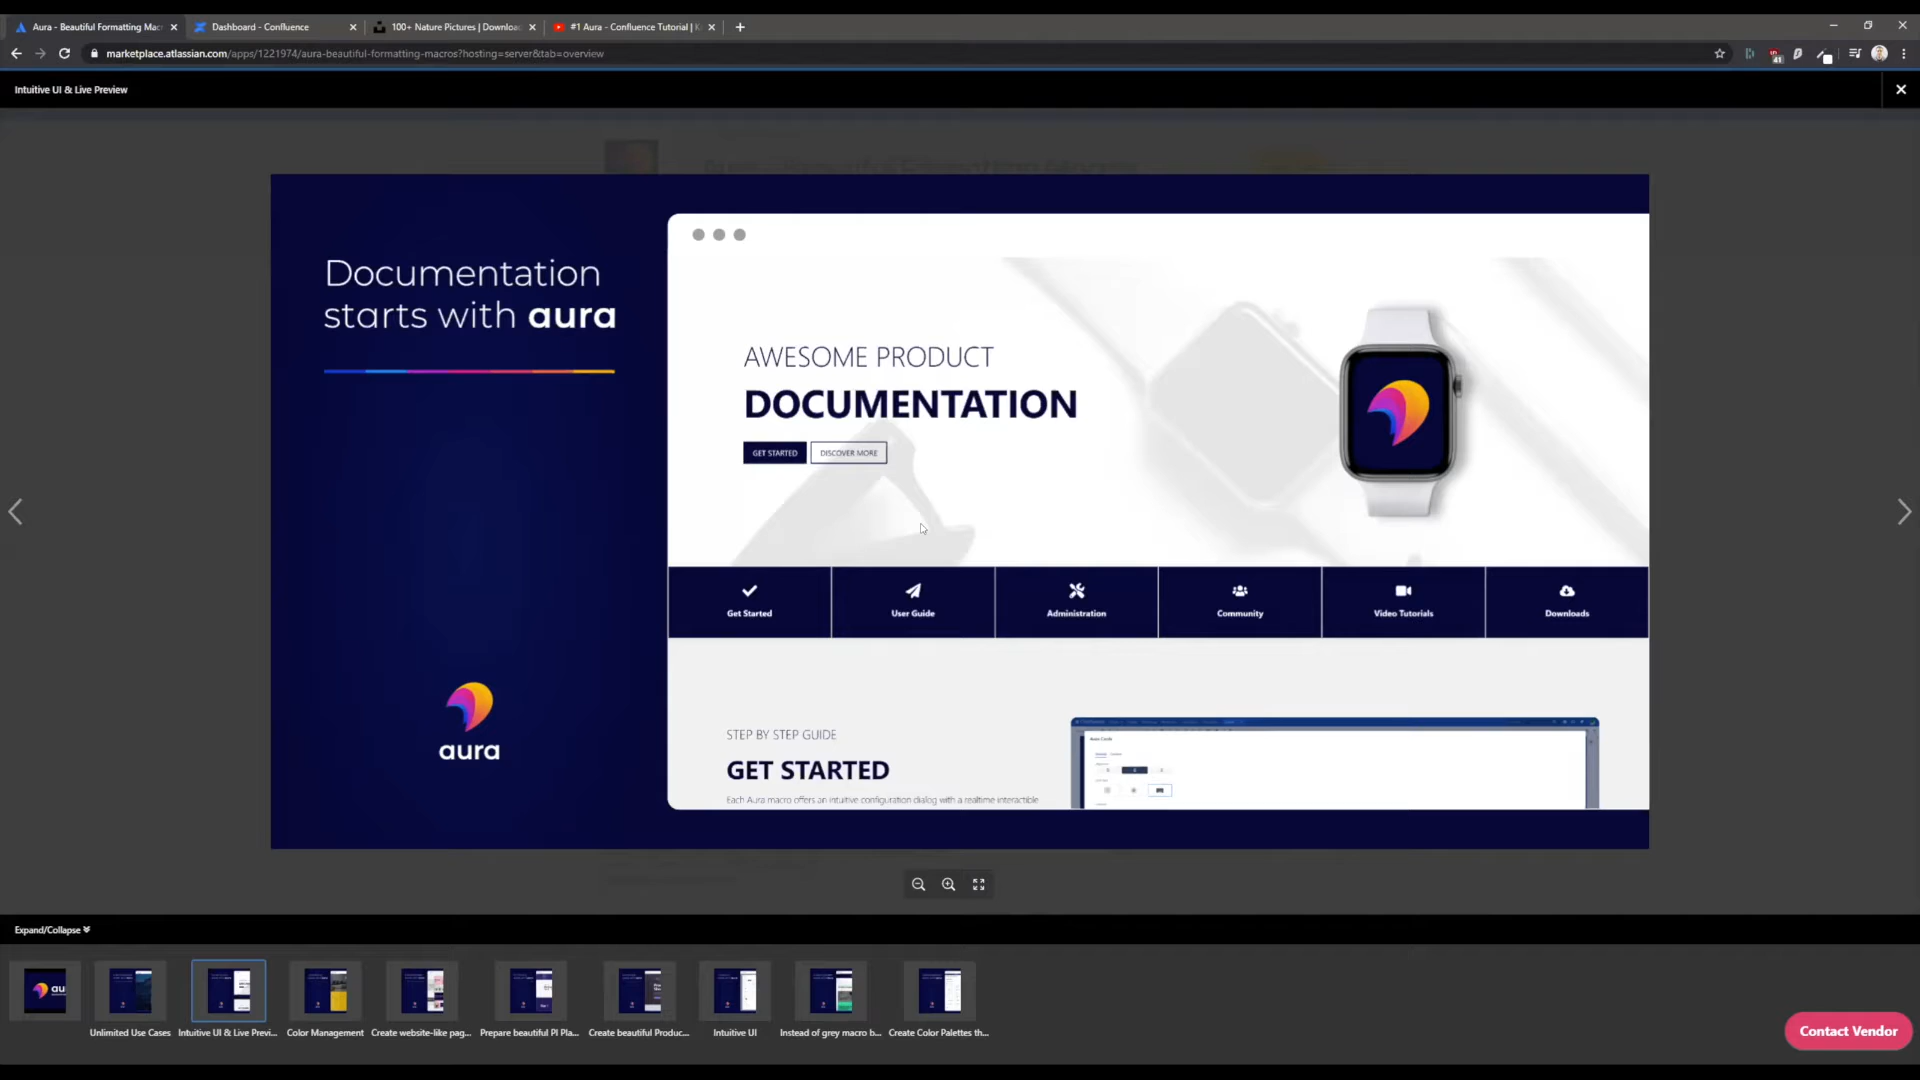 Aura - Beautiful Formatting Mac
Dashboard - Confluence
100+ Nature Pictures | Downloa
#1 Aura - Confluence Tutorial | K
marketplace.atlassian.com/apps/1221974/aura-beautiful-formatting-macros?hosting=server&tab=overview
41
Intuitive UI & Live Preview
Documentation
starts with aura
AWESOME PRODUCT
DOCUMENTATION
GET STARTED
DISCOVER MORE
Get Started
User Guide
Administration
Community
Video Tutorials
Downloads
STEP BY STEP GUIDE
GET STARTED
Each Aura macro offers an intuitive configuration dialog with a realtime interactible
aura
Expand/Collapse
Unlimited Use Cases
Intuitive UI & Live Previ...
Color Management
Create website-like pag...
Prepare beautiful PI Pla...
Create beautiful Produc...
Intuitive UI
Instead of grey macro b...
Create Color Palettes th...
Contact Vendor